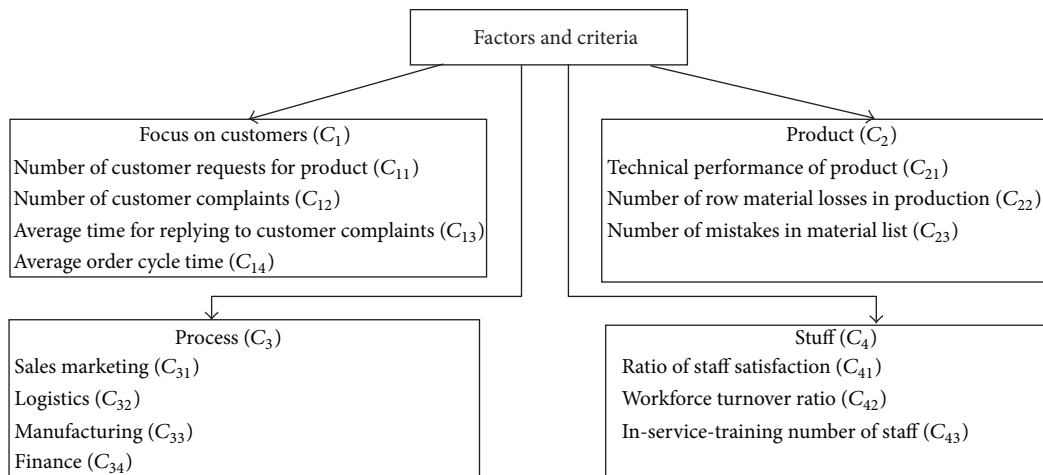 Factors and criteria
Focus on customers (C₁)
Number of customer requests for product (C₁₁)
Number of customer complaints (C₁₂)
Average time for replying to customer complaints (C₁₃)
Average order cycle time (C₁₄)
Product (C₂)
Technical performance of product (C₂₁)
Number of row material losses in production (C₂₂)
Number of mistakes in material list (C₂₃)
Process (C₃)
Sales marketing (C₃₁)
Logistics (C₃₂)
Manufacturing (C₃₃)
Finance (C₃₄)
Stuff (C₄)
Ratio of staff satisfaction (C₄₁)
Workforce turnover ratio (C₄₂)
In-service-training number of staff (C₄₃)